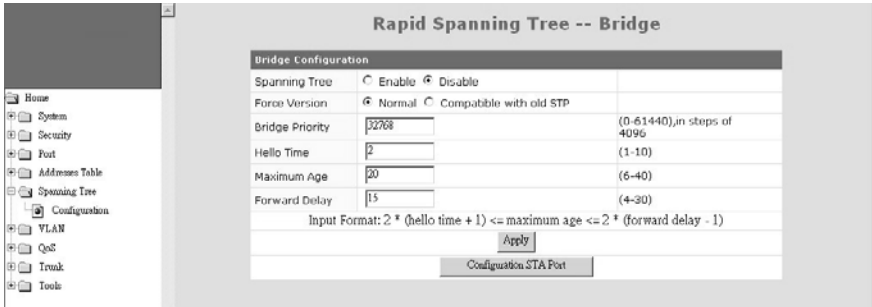 Rapid Spanning Tree -- Bridge
Home
System
Security
Port
Addresses Table
Spanning Tree
Configuration
VLAN
QoS
Trunk
Tools
Bridge Configuration
Spanning Tree Enable Disable
Force Version Normal Compatible with old STP
Bridge Priority 32768 (0-61440),in steps of
4096
Hello Time 2 (1-10)
Maximum Age 20 (6-40)
Forward Delay 15 (4-30)
Input Format: 2 * (hello time + 1) <= maximum age <= 2 * (forward delay - 1)
Apply
Configuration STA Port